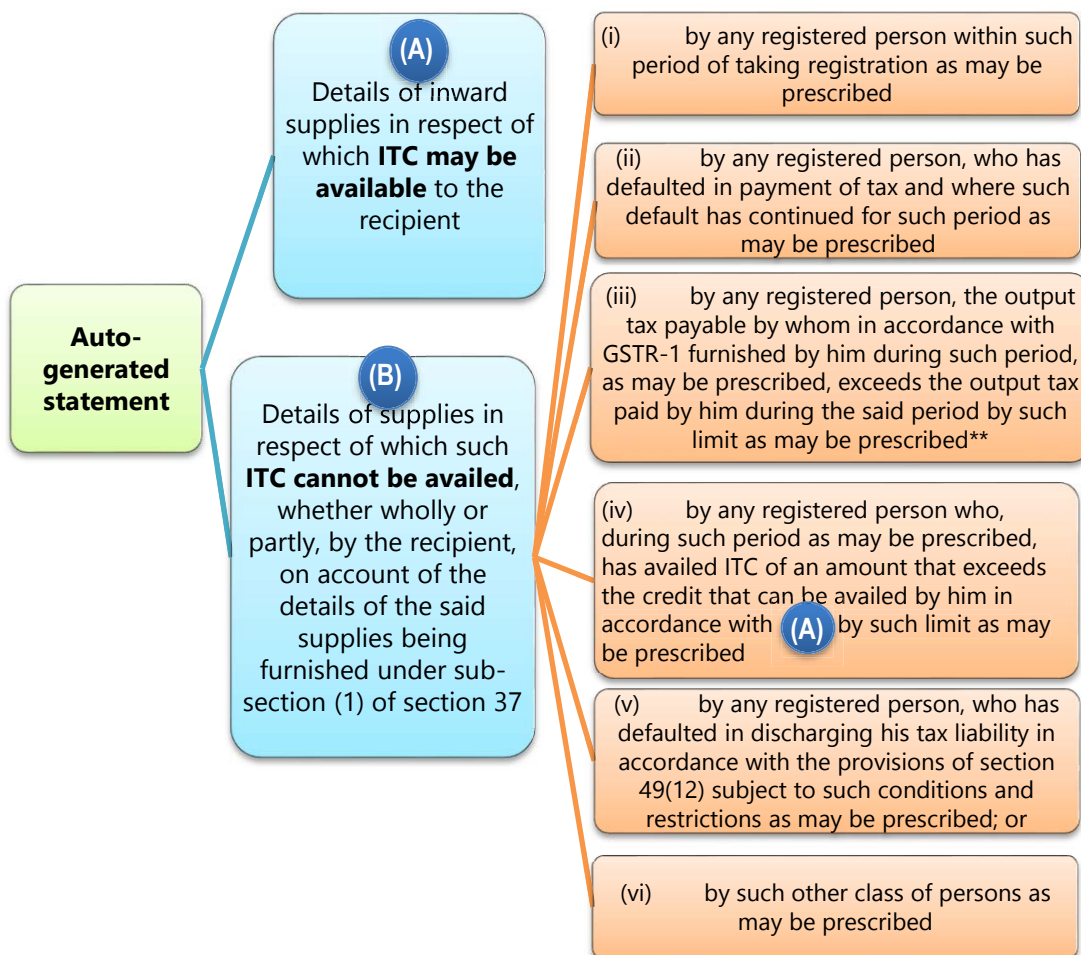 Auto-
generated
statement
(A)
Details of inward
supplies in respect of
which ITC may be
available to the
recipient
(B)
Details of supplies in
respect of which such
ITC cannot be availed,
whether wholly or
partly, by the recipient,
on account of the
details of the said
supplies being
furnished under sub-
section (1) of section 37
(i) by any registered person within such
period of taking registration as may be
prescribed
(ii) by any registered person, who has
defaulted in payment of tax and where such
default has continued for such period as
may be prescribed
(iii) by any registered person, the output
tax payable by whom in accordance with
GSTR-1 furnished by him during such period,
as may be prescribed, exceeds the output tax
paid by him during the said period by such
limit as may be prescribed**
(iv) by any registered person who,
during such period as may be prescribed,
has availed ITC of an amount that exceeds
the credit that can be availed by him in
accordance with (A) by such limit as may
be prescribed
(v) by any registered person, who has
defaulted in discharging his tax liability in
accordance with the provisions of section
49(12) subject to such conditions and
restrictions as may be prescribed; or
(vi) by such other class of persons as
may be prescribed